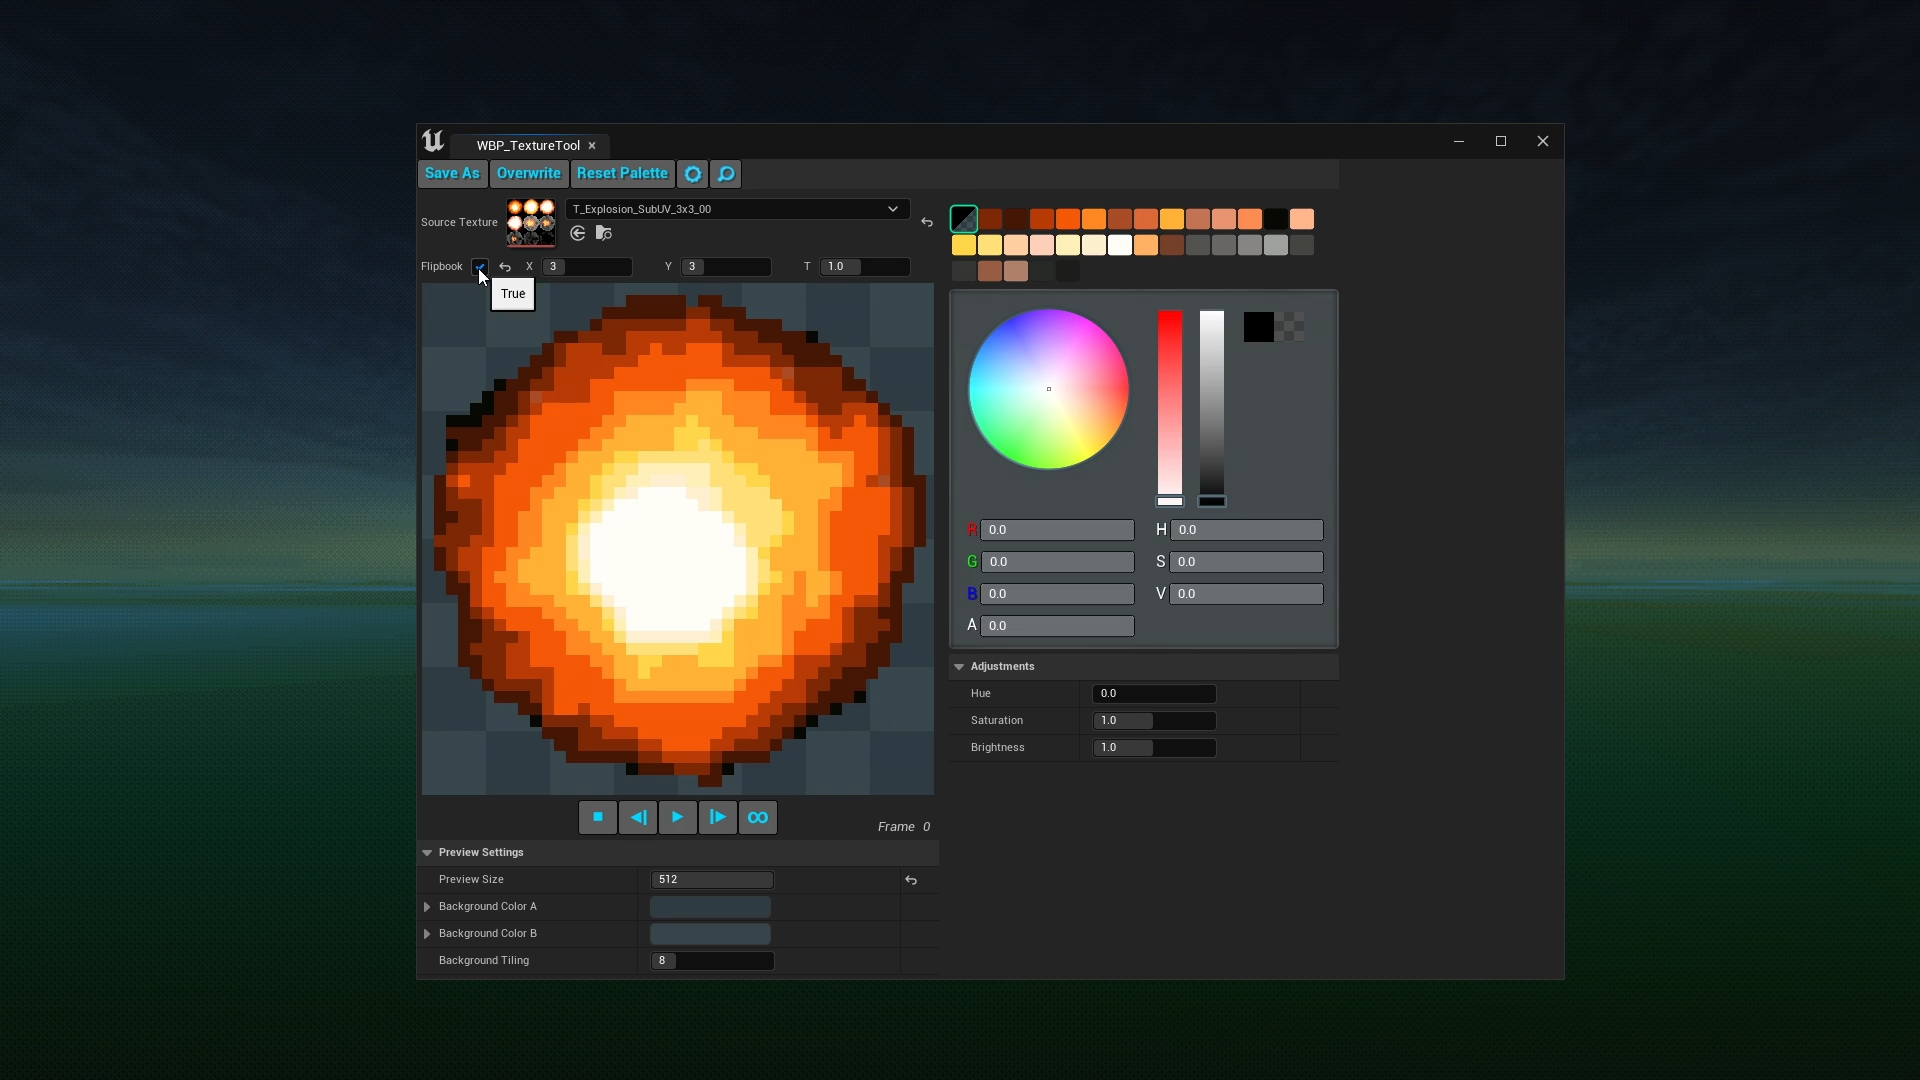 WBP_TextureTool
Save As
Overwrite
Reset Palette
Source Texture
T_Explosion_SubUV_3x3_00
Flipbook
X
3
Y
3
T
1.0
True
Frame 0
Preview Settings
Preview Size
512
Background Color A
Background Color B
Background Tiling
8
R
0.0
H
0.0
G
0.0
S
0.0
B
0.0
V
0.0
A
0.0
Adjustments
Hue
0.0
Saturation
1.0
Brightness
1.0